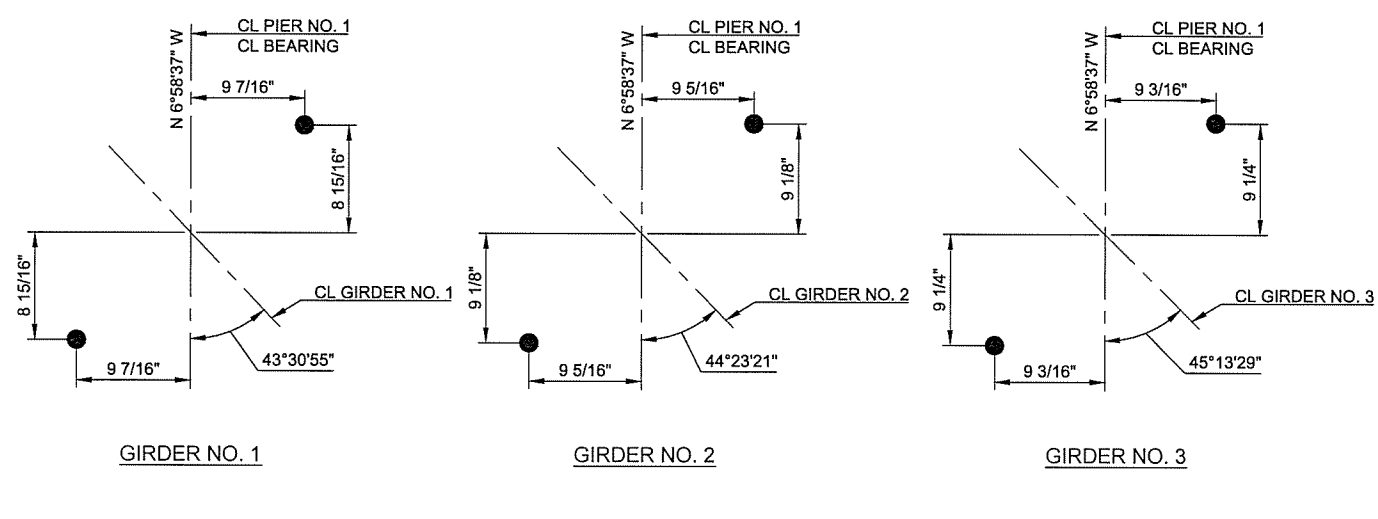 CL PIER NO. 1
CL BEARING
N 6°58'37" W
9 7/16"
8 15/16"
8 15/16"
CL GIRDER NO. 1
43°30'55"
9 7/16"
GIRDER NO. 1
CL PIER NO. 1
CL BEARING
N 6°58'37" W
9 5/16"
9 1/8"
9 1/8"
CL GIRDER NO. 2
44°23'21"
9 5/16"
GIRDER NO. 2
CL PIER NO. 1
CL BEARING
N 6°58'37" W
9 3/16"
9 1/4"
9 1/4"
CL GIRDER NO. 3
45°13'29"
9 3/16"
GIRDER NO. 3